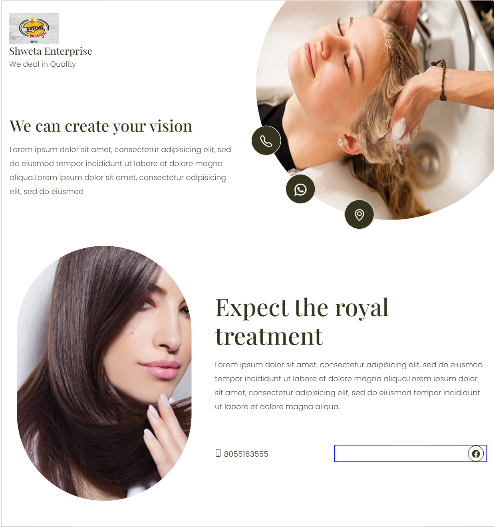 Shweta Enterprise
We deal in Quality
We can create your vision
Lorem ipsum dolor sit amet, consectetur adipisicing elit, sed
do eiusmod tempor incididunt ut labore et dolore magna
aliqua.Lorem ipsum dolor sit amet, consectetur adipisicing
elit, sed do eiusmod
Expect the royal
treatment
Lorem ipsum dolor sit amet, consectetur adipisicing elit, sed do eiusmod
tempor incididunt ut labore et dolore magna aliqua.Lorem ipsum dolor
sit amet, consectetur adipisicing elit, sed do eiusmod tempor incididunt
ut labore et dolore magna aliqua.
8055163555